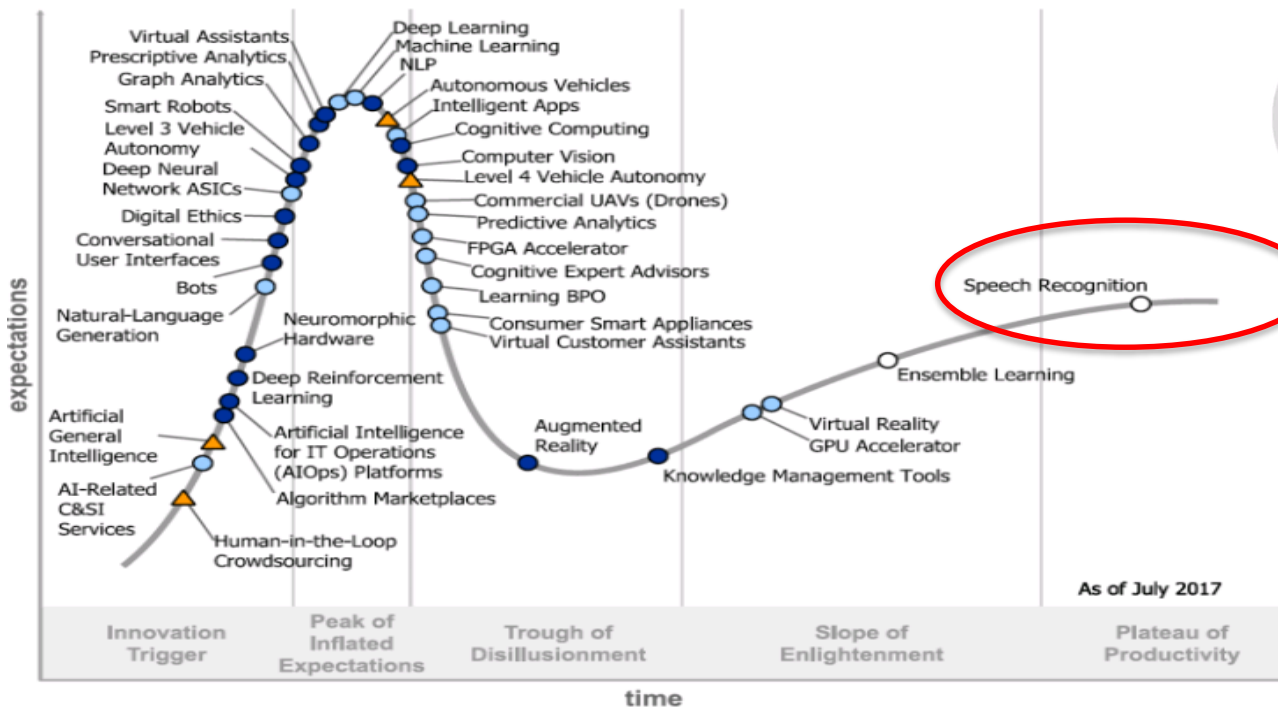 Virtual Assistants
Prescriptive Analytics
Graph Analytics
Smart Robots
Level 3 Vehicle
Autonomy
Deep Neural
Network ASICs
Digital Ethics
Conversational
User Interfaces
Bots
Natural-Language
Generation
Neuromorphic
Hardware
Deep Reinforcement
Learning
Artificial
General
Intelligence
Artificial Intelligence
for IT Operations
(AIOps) Platforms
AI-Related
C&SI
Services
Algorithm Marketplaces
Human-in-the-Loop
Crowdsourcing
Deep Learning
Machine Learning
NLP
Autonomous Vehicles
Intelligent Apps
Cognitive Computing
Computer Vision
Level 4 Vehicle Autonomy
Commercial UAVs (Drones)
Predictive Analytics
FPGA Accelerator
Cognitive Expert Advisors
Learning BPO
Consumer Smart Appliances
Virtual Customer Assistants
Augmented
Reality
Knowledge Management Tools
Virtual Reality
GPU Accelerator
Ensemble Learning
Speech Recognition
As of July 2017
expectations
Innovation
Trigger
Peak of
Inflated
Expectations
Trough of
Disillusionment
Slope of
Enlightenment
Plateau of
Productivity
time